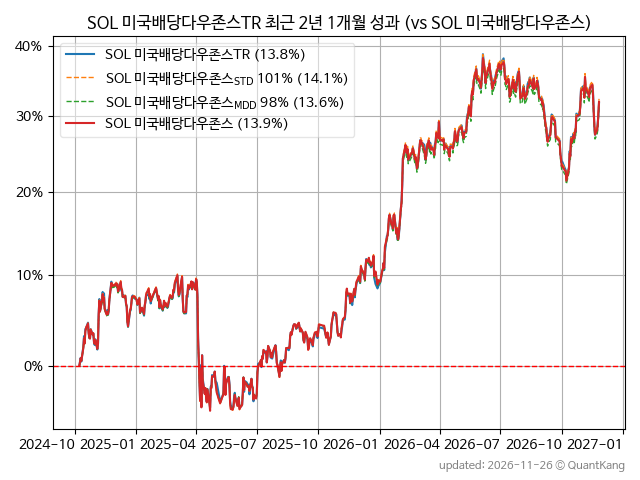 SOL 미국배당다우존스TR 최근 2년 1개월 성과 (vs SOL 미국배당다우존스)
40%
30%
20%
10%
0%
SOL 미국배당다우존스TR (13.8%)
SOL 미국배당다우존스STD 101% (14.1%)
SOL 미국배당다우존스MDD 98% (13.6%)
SOL 미국배당다우존스 (13.9%)
2024-10 2025-01 2025-04 2025-07 2025-10 2026-01 2026-04 2026-07 2026-10 2027-01
updated: 2026-11-26 ⓒ QuantKang